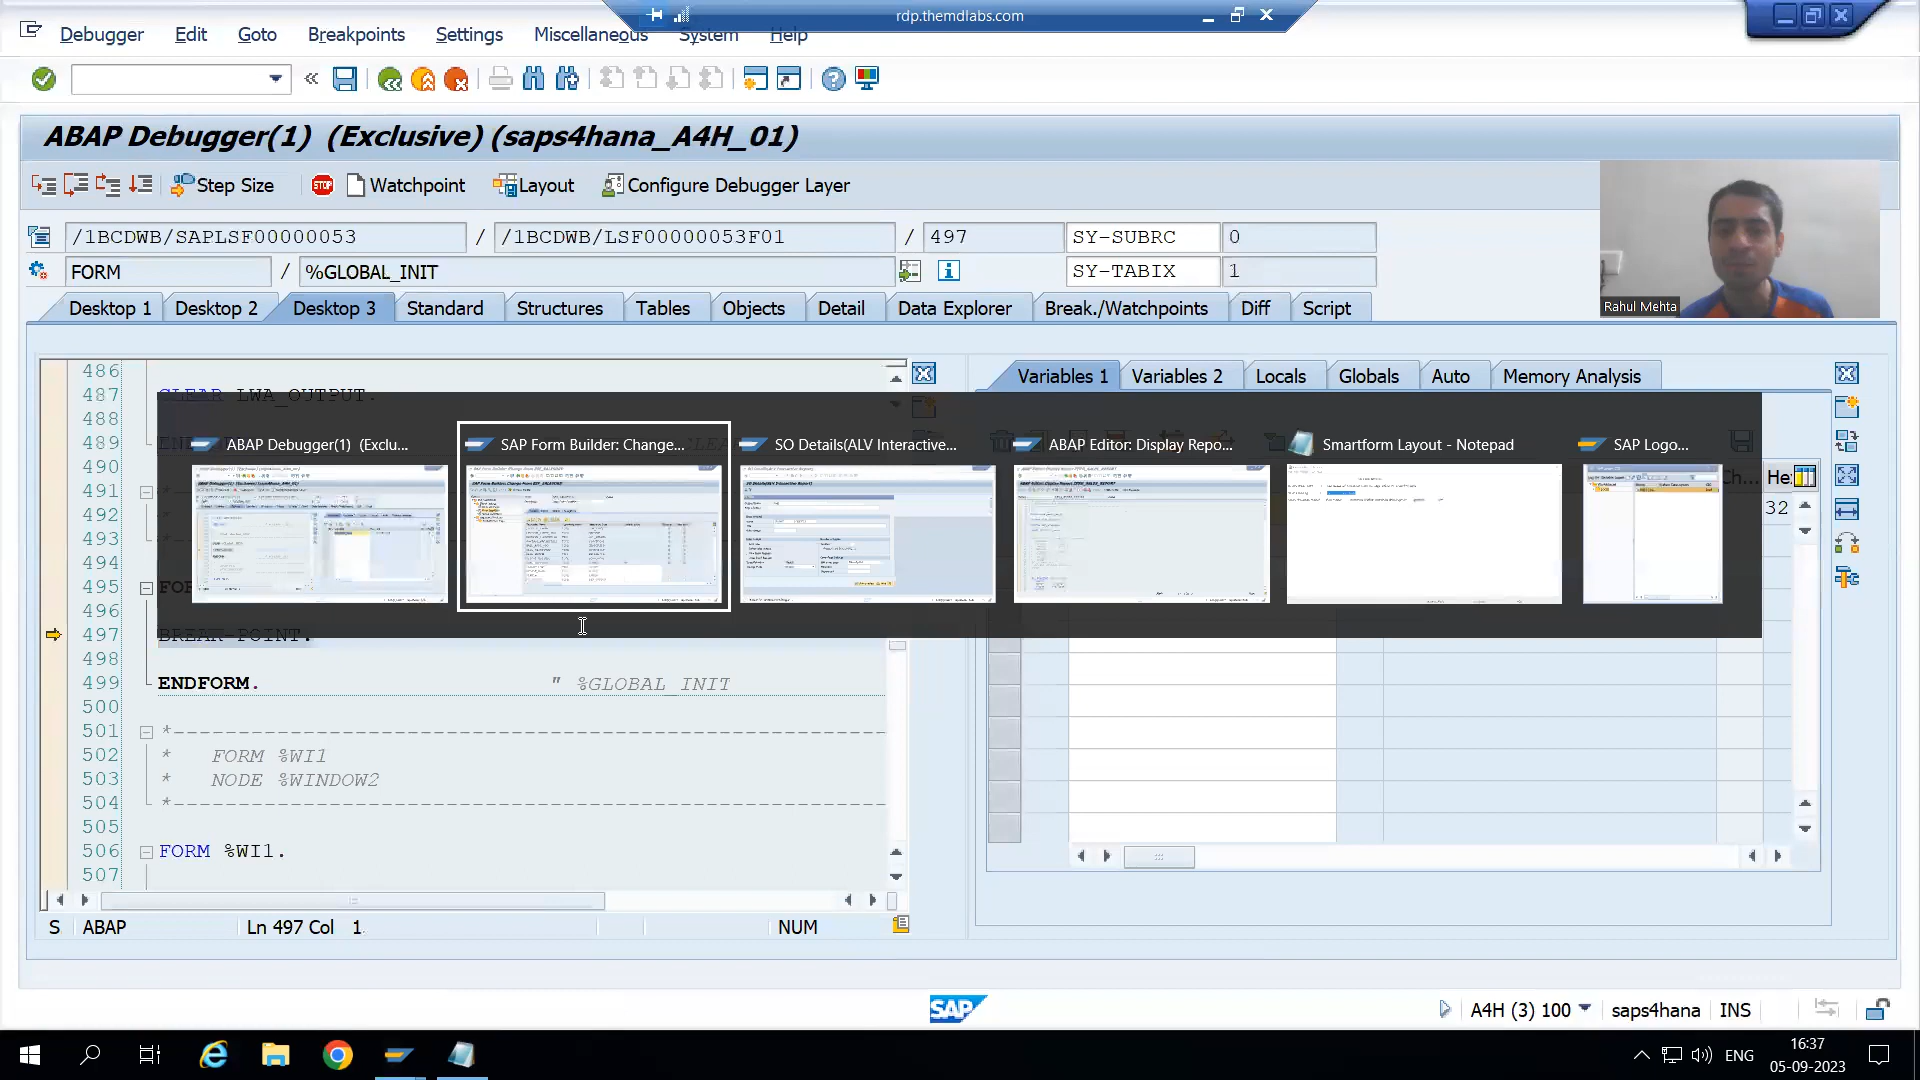 rdp.themdlabs.com
Debugger Edit Goto Breakpoints Settings Miscellaneous System Help
ABAP Debugger(1) (Exclusive) (saps4hana_A4H_01)
Step Size
STOP
Watchpoint
Layout
Configure Debugger Layer
/1BCDWB/SAPLSF00000053 / /1BCDWB/LSF00000053F01 / 497 SY-SUBRC 0
FORM / %GLOBAL_INIT SY-TABIX 1
Rahul Mehta
Desktop 1 Desktop 2 Desktop 3 Standard Structures Tables Objects Detail Data Explorer Break./Watchpoints Diff Script
Variables 1 Variables 2 Locals Globals Auto Memory Analysis
486
487 CLEAR LWA_OUTPUT.
488
489
490
491
492
493
494
495
496
497 BREAK-POINT.
498
499 ENDFORM. " %GLOBAL_INIT
500
501 *
502 * FORM %WI1
503 * NODE %WINDOW2
504 *
505
506 FORM %WI1.
507
ABAP Debugger(1) (Exclu...
SAP Form Builder: Change...
SO Details(ALV Interactive...
ABAP Editor: Display Repo...
Smartform Layout - Notepad
SAP Logo...
32
S ABAP Ln 497 Col 1 NUM
SAP
A4H (3) 100 saps4hana INS
ENG
16:37
05-09-2023